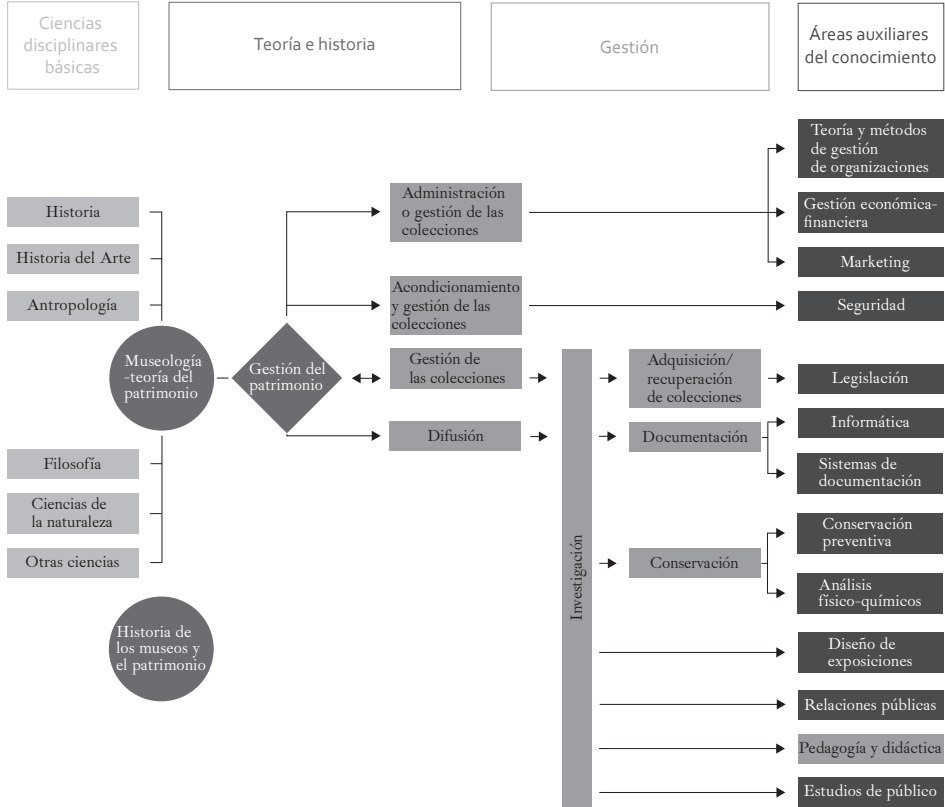 Ciencias
disciplinares
básicas
Teoría e historia
Gestión
Áreas auxiliares
del conocimiento
Historia
Historia del Arte
Antropología
Museología
-teoría del
patrimonio
Filosofía
Ciencias de
la naturaleza
Otras ciencias
Historia de
los museos y
el patrimonio
Gestión del
patrimonio
Administración
o gestión de las
colecciones
Acondicionamiento
y gestión de las
colecciones
Gestión de
las colecciones
Difusión
Investigación
Adquisición/
recuperación
de colecciones
Documentación
Conservación
Teoría y métodos
de gestión
de organizaciones
Gestión económica-
financiera
Marketing
Seguridad
Legislación
Informática
Sistemas de
documentación
Conservación
preventiva
Análisis
físico-químicos
Diseño de
exposiciones
Relaciones públicas
Pedagogía y didáctica
Estudios de público